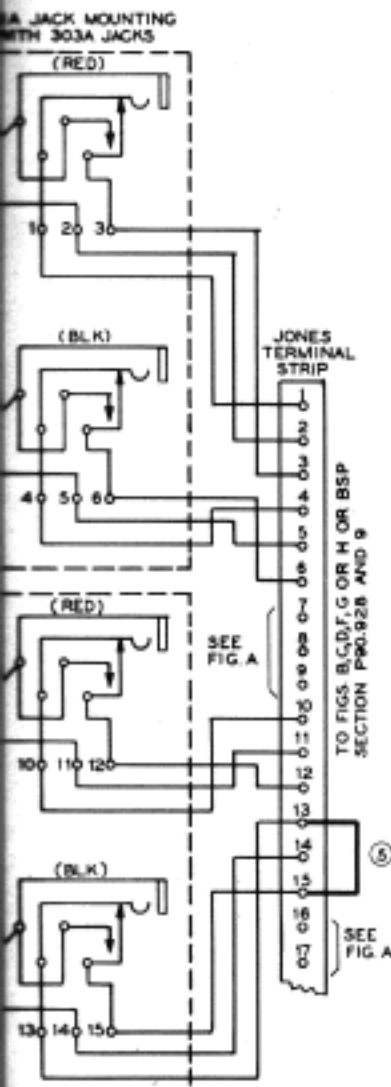 JACK MOUNTING
WITH 303A JACKS
(RED)
1 2 3
(BLK)
4 5 6
JONES
TERMINAL
STRIP
1
2
3
4
5
6
7
8
9
10
11
12
13
14
15
16
17
SEE
FIG. A
TO FIGS B,C,D,F,G OR H OR BSP
SECTION P90.928 AND 9
(RED)
10 11 12
5
SEE
FIG. A
(BLK)
13 14 15